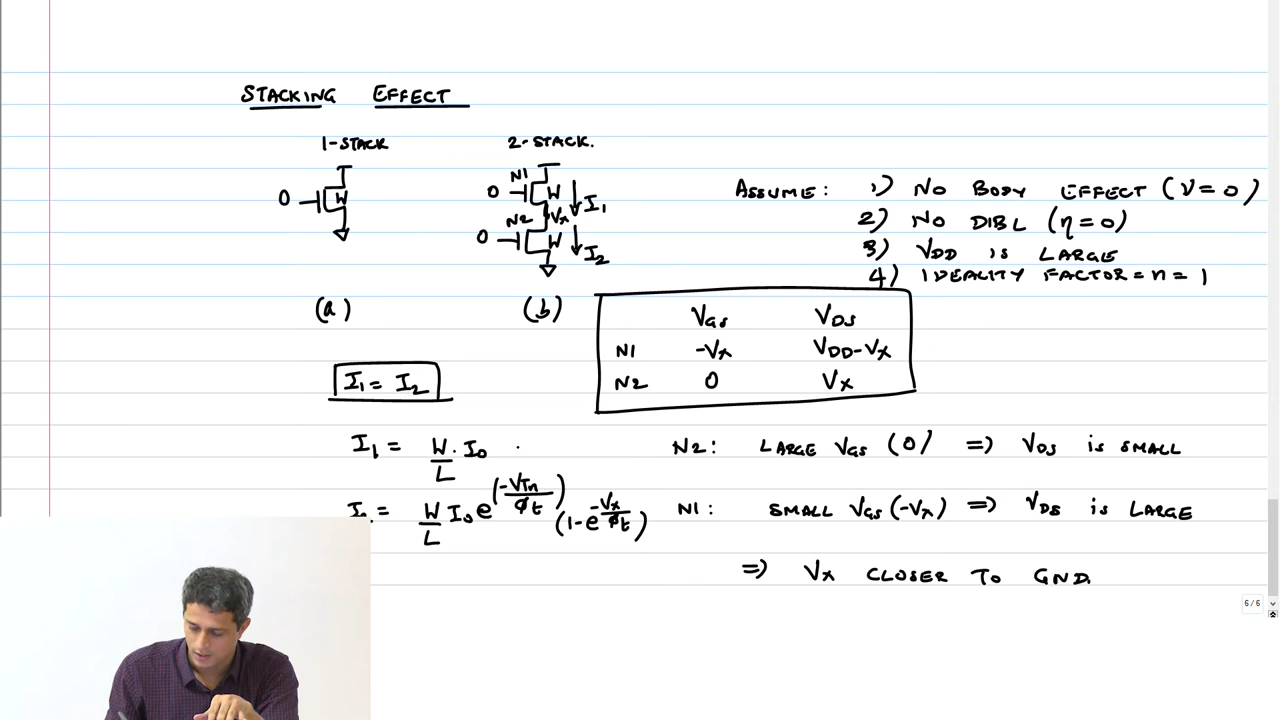 STACKING EFFECT
1-STACK
2-STACK.
0
W
N1
0
W
I1
Vx
N2
0
W
I2
(a)
(b)
ASSUME: 1) NO BODY EFFECT (γ=0)
2) NO DIBL (η=0)
3) VDD IS LARGE
4) IDEALITY FACTOR = n = 1
VGS VDS
N1 -Vx VDD-Vx
N2 0 Vx
I1 = I2
I1 = W/L · I0
I2 = W/L I0 e^(-VTn/φt) (1-e^(-Vx/φt))
N2: LARGE VGS (0) => VDS is SMALL
N1: SMALL VGS (-Vx) => VDS is LARGE
=> Vx CLOSER TO GND.
6/6